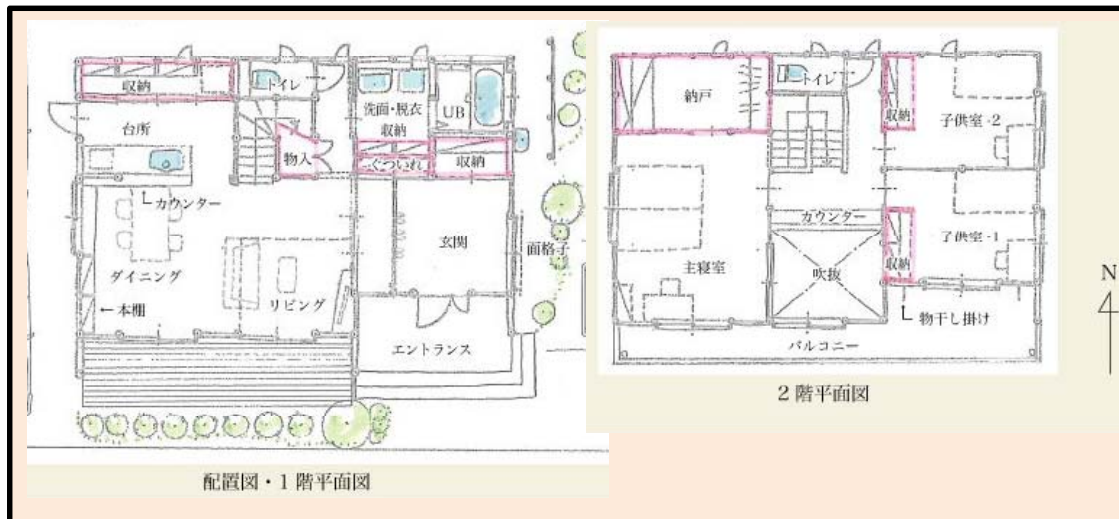 収納
トイレ
台所
洗面・脱衣
収納
UB
物入
くついれ
収納
カウンター
玄関
面格子
ダイニング
リビング
←本棚
エントランス
配置図・1階平面図
納戸
トイレ
収納
子供室-2
カウンター
子供室-1
収納
主寝室
吹抜
物干し掛け
バルコニー
2階平面図
N